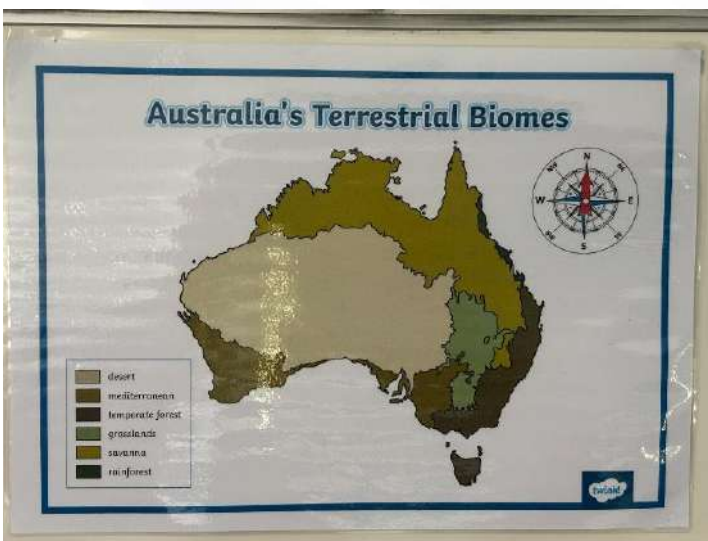 Australia's Terrestrial Biomes
N
W
E
S
desert
mediterranean
temperate forest
grasslands
savanna
rainforest
twinkl